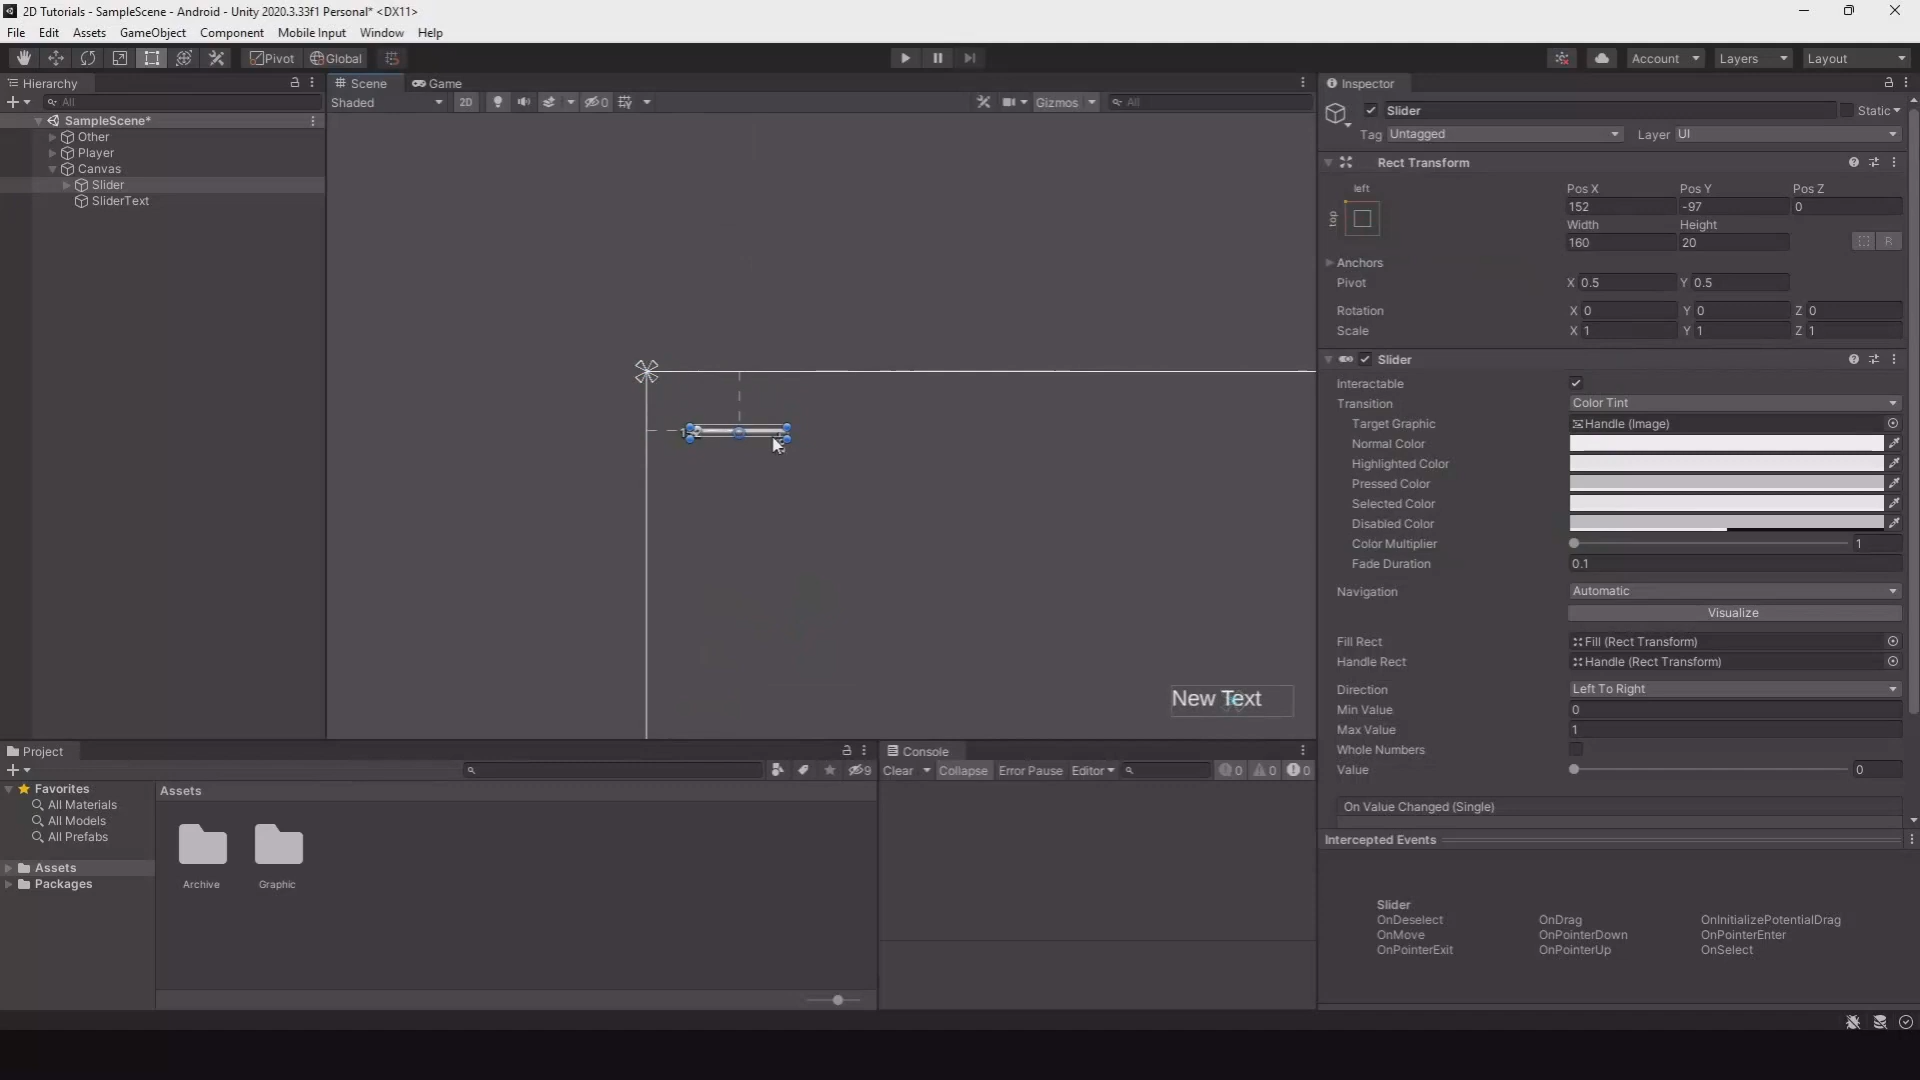 2D Tutorials - SampleScene - Android - Unity 2020.3.33f1 Personal* <DX11>
File Edit Assets GameObject Component Mobile Input Window Help
Pivot Global Account Layers Layout
Hierarchy Scene Game Inspector
All Shaded 2D 0 Gizmos All Slider Static
SampleScene*
Tag Untagged Layer UI
Other
Player Rect Transform
Canvas
Slider
SliderText
left Pos X Pos Y Pos Z
top 152 -97 0
Width Height
160 20 R
Anchors
Pivot X 0.5 Y 0.5
Rotation X 0 Y 0 Z 0
Scale X 1 Y 1 Z 1
Slider
Interactable
Transition Color Tint
Target Graphic Handle (Image)
Normal Color
Highlighted Color
Pressed Color
Selected Color
Disabled Color
Color Multiplier 1
Fade Duration 0.1
Navigation Automatic
Visualize
Fill Rect Fill (Rect Transform)
Handle Rect Handle (Rect Transform)
Direction Left To Right
Min Value 0
Max Value 1
Whole Numbers
Value 0
On Value Changed (Single)
New Text
Project Console
9 Clear Collapse Error Pause Editor 0 0 0
Favorites Assets
All Materials
All Models
All Prefabs
Assets
Packages
Archive Graphic
Intercepted Events
Slider
OnDeselect OnDrag OnInitializePotentialDrag
OnMove OnPointerDown OnPointerEnter
OnPointerExit OnPointerUp OnSelect